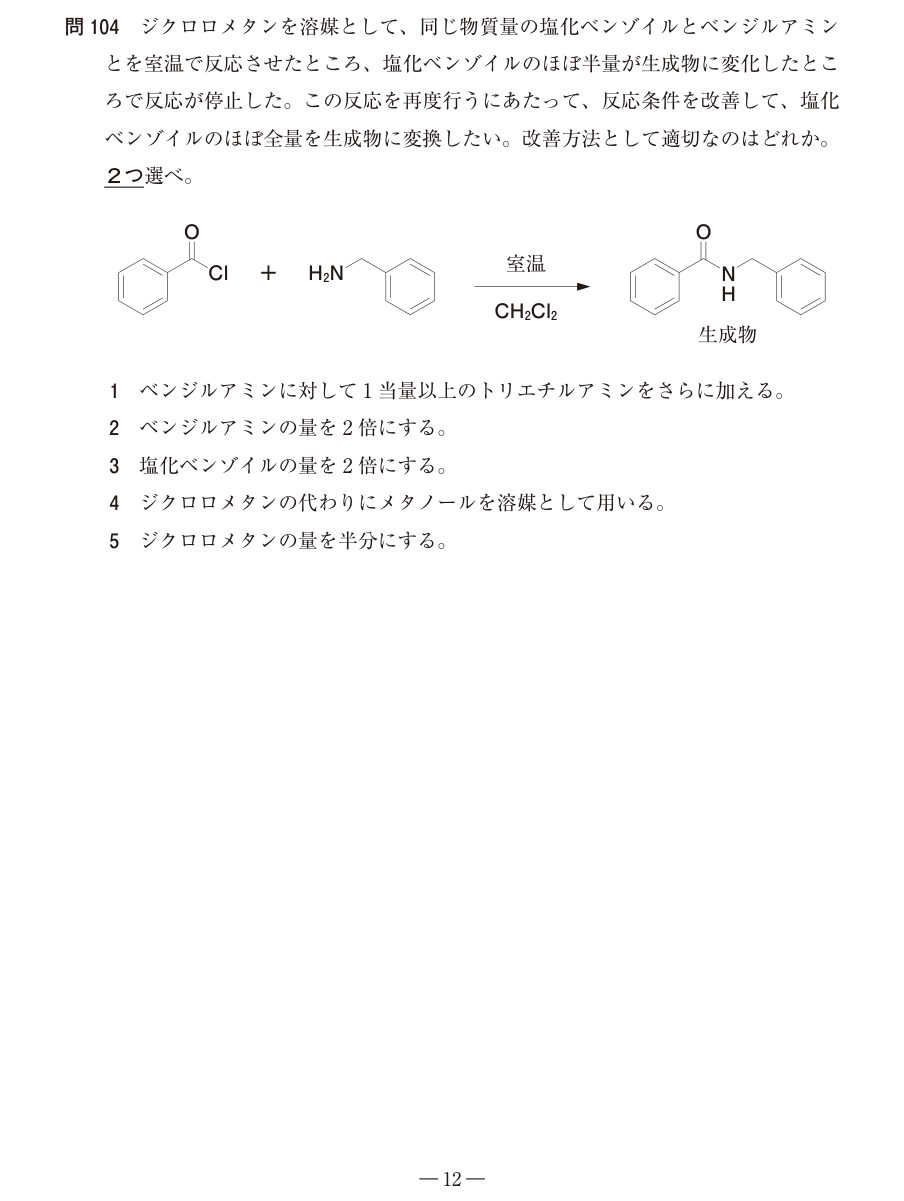 問 104 ジクロロメタンを溶媒として、同じ物質量の塩化ベンゾイルとベンジルアミン
とを室温で反応させたところ、塩化ベンゾイルのほぼ半量が生成物に変化したとこ
ろで反応が停止した。この反応を再度行うにあたって、反応条件を改善して、塩化
ベンゾイルのほぼ全量を生成物に変換したい。改善方法として適切なのはどれか。
2つ選べ。
O
Cl
+
H₂N
室温
CH₂Cl₂
O
N
H
生成物
1 ベンジルアミンに対して1当量以上のトリエチルアミンをさらに加える。
2 ベンジルアミンの量を2倍にする。
3 塩化ベンゾイルの量を2倍にする。
4 ジクロロメタンの代わりにメタノールを溶媒として用いる。
5 ジクロロメタンの量を半分にする。
— 12 —